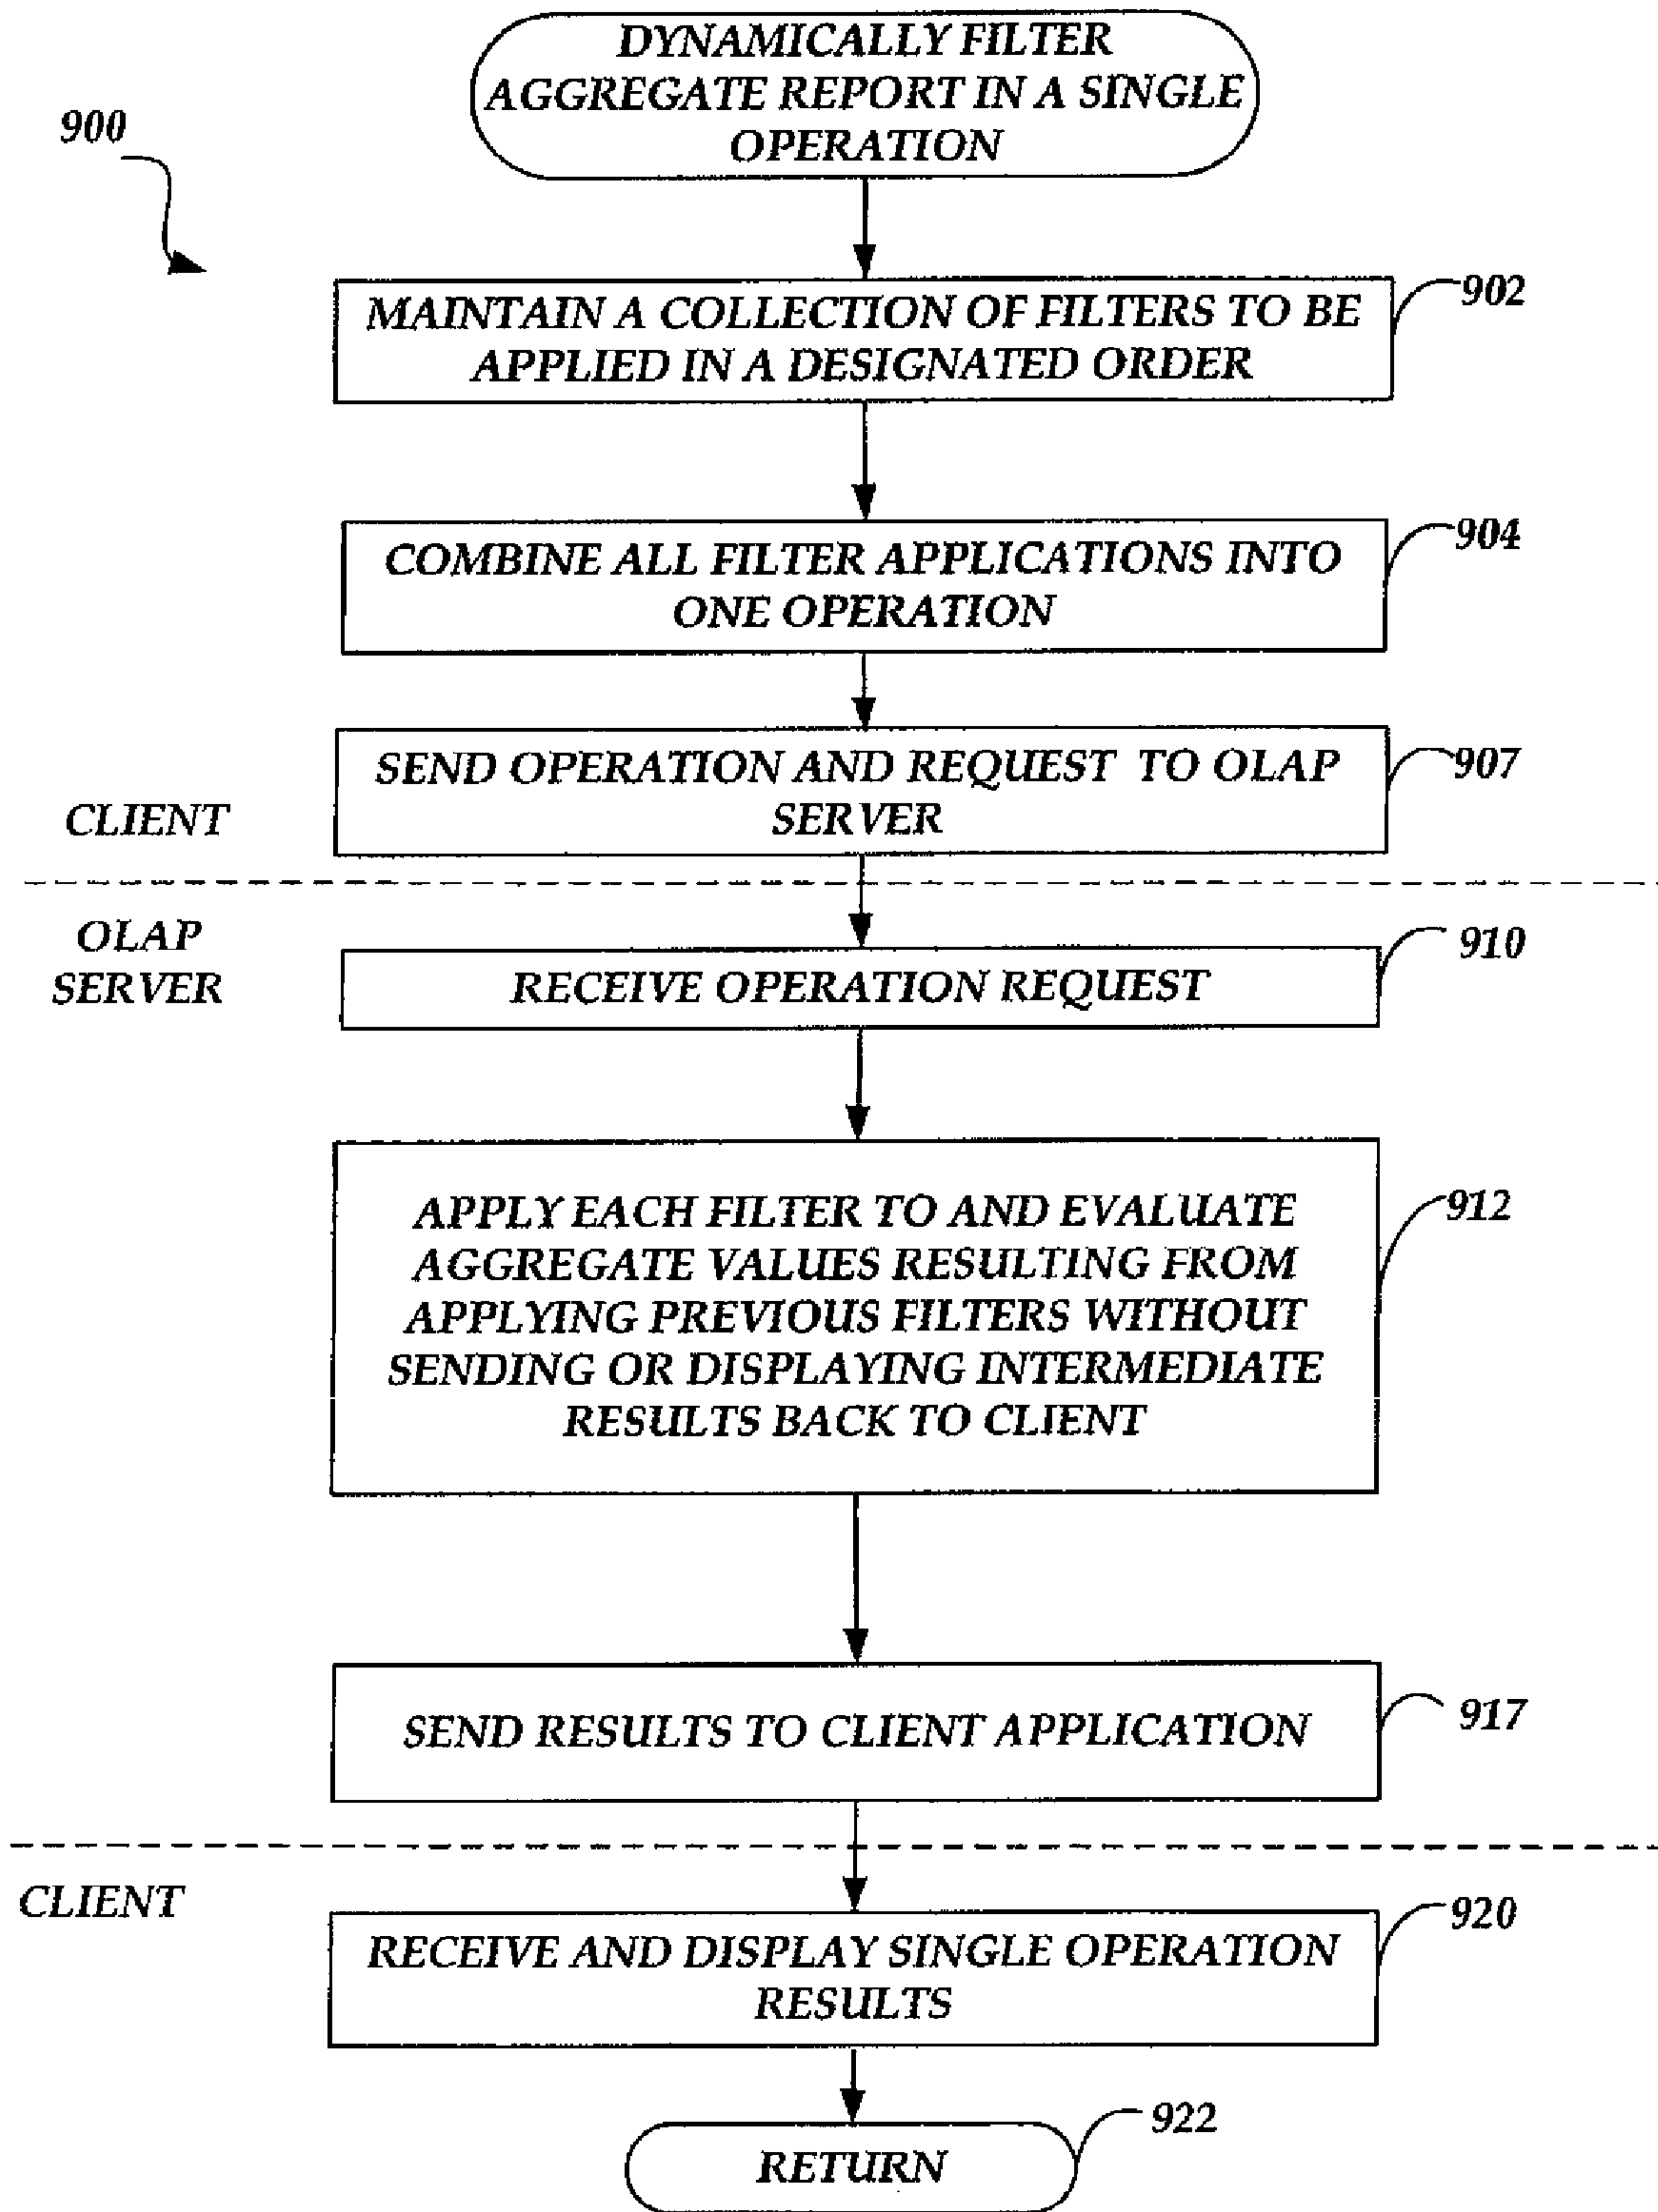 DYNAMICALLY FILTER
AGGREGATE REPORT IN A SINGLE
OPERATION
900
MAINTAIN A COLLECTION OF FILTERS TO BE
APPLIED IN A DESIGNATED ORDER
902
COMBINE ALL FILTER APPLICATIONS INTO
ONE OPERATION
904
SEND OPERATION AND REQUEST TO OLAP
SERVER
907
CLIENT
OLAP
SERVER
RECEIVE OPERATION REQUEST
910
APPLY EACH FILTER TO AND EVALUATE
AGGREGATE VALUES RESULTING FROM
APPLYING PREVIOUS FILTERS WITHOUT
SENDING OR DISPLAYING INTERMEDIATE
RESULTS BACK TO CLIENT
912
SEND RESULTS TO CLIENT APPLICATION
917
CLIENT
RECEIVE AND DISPLAY SINGLE OPERATION
RESULTS
920
RETURN
922